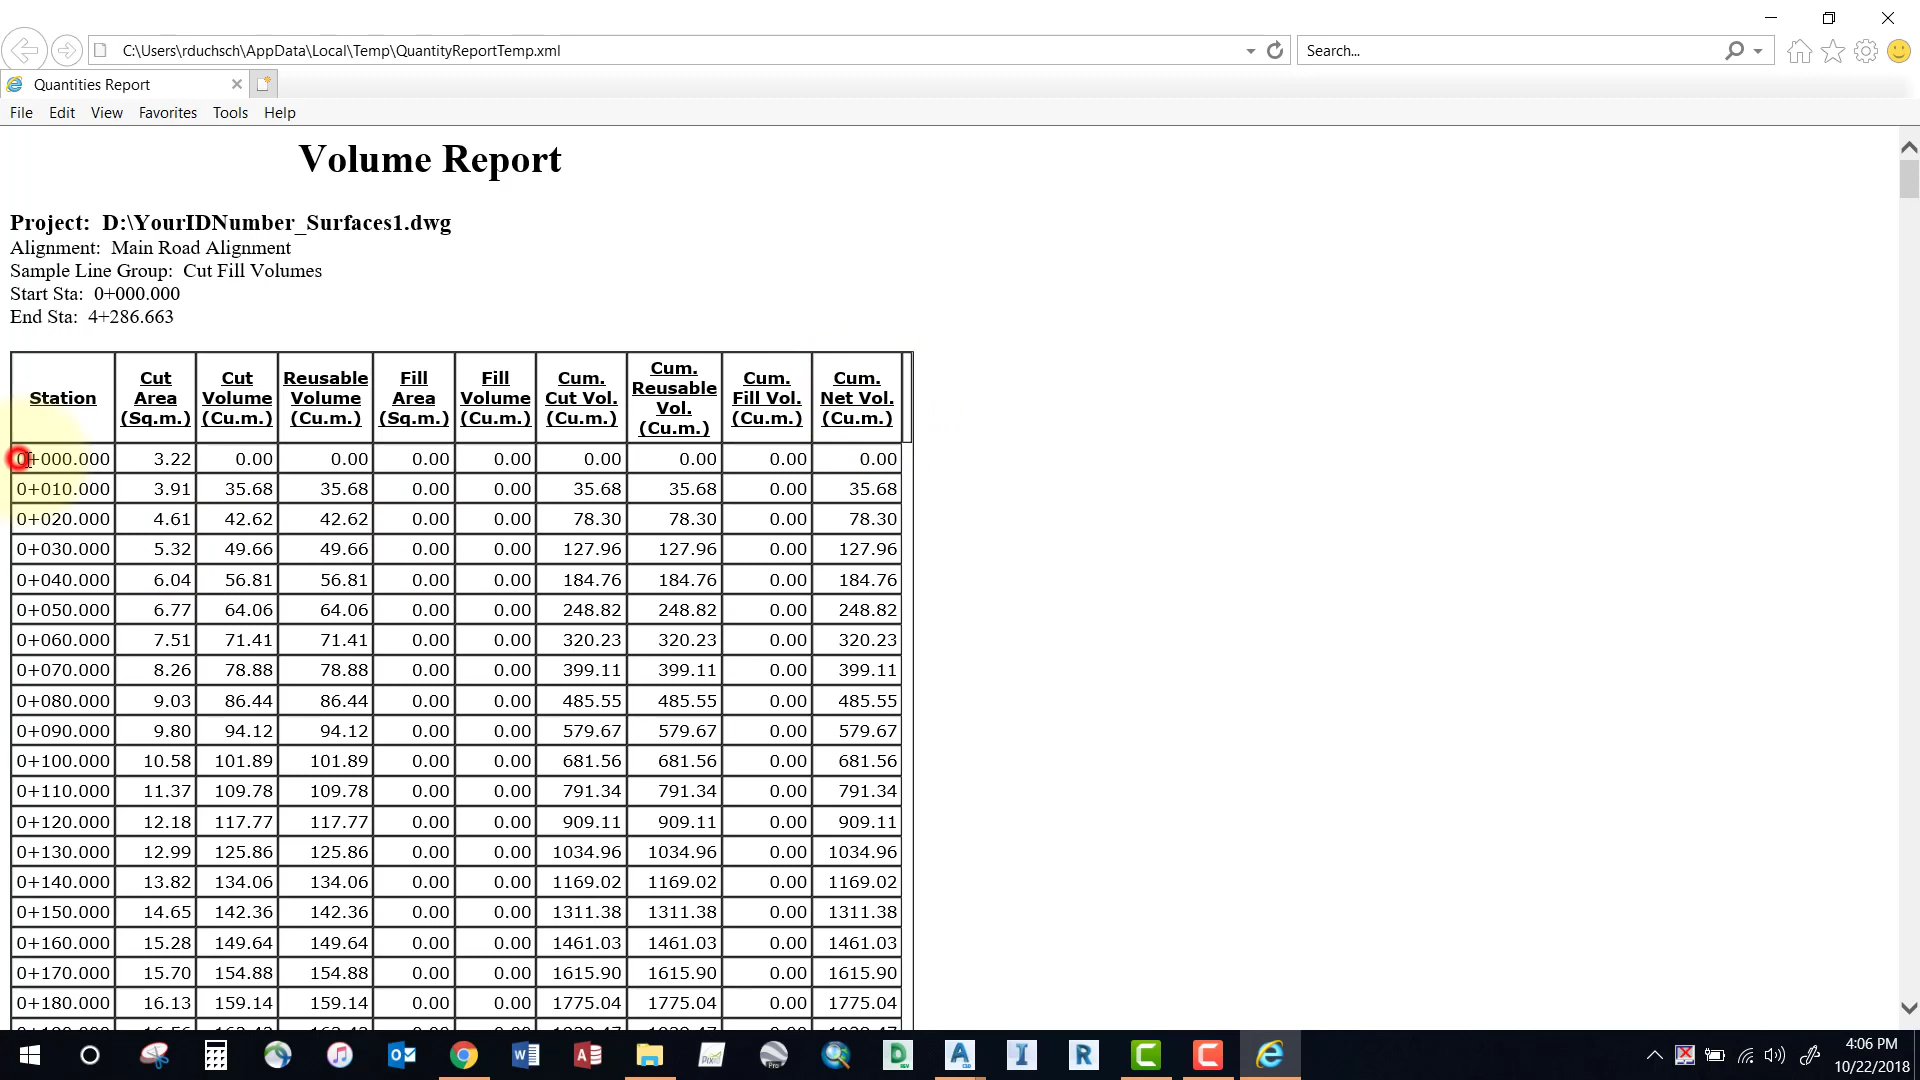 C:\Users\rduchsch\AppData\Local\Temp\QuantityReportTemp.xml
Search...
Quantities Report
File Edit View Favorites Tools Help
Volume Report
Project: D:\YourIDNumber_Surfaces1.dwg
Alignment: Main Road Alignment
Sample Line Group: Cut Fill Volumes
Start Sta: 0+000.000
End Sta: 4+286.663
Station Cut Area (Sq.m.) Cut Volume (Cu.m.) Reusable Volume (Cu.m.) Fill Area (Sq.m.) Fill Volume (Cu.m.) Cum. Cut Vol. (Cu.m.) Cum. Reusable Vol. (Cu.m.) Cum. Fill Vol. (Cu.m.) Cum. Net Vol. (Cu.m.)
0+000.000 3.22 0.00 0.00 0.00 0.00 0.00 0.00 0.00 0.00
0+010.000 3.91 35.68 35.68 0.00 0.00 35.68 35.68 0.00 35.68
0+020.000 4.61 42.62 42.62 0.00 0.00 78.30 78.30 0.00 78.30
0+030.000 5.32 49.66 49.66 0.00 0.00 127.96 127.96 0.00 127.96
0+040.000 6.04 56.81 56.81 0.00 0.00 184.76 184.76 0.00 184.76
0+050.000 6.77 64.06 64.06 0.00 0.00 248.82 248.82 0.00 248.82
0+060.000 7.51 71.41 71.41 0.00 0.00 320.23 320.23 0.00 320.23
0+070.000 8.26 78.88 78.88 0.00 0.00 399.11 399.11 0.00 399.11
0+080.000 9.03 86.44 86.44 0.00 0.00 485.55 485.55 0.00 485.55
0+090.000 9.80 94.12 94.12 0.00 0.00 579.67 579.67 0.00 579.67
0+100.000 10.58 101.89 101.89 0.00 0.00 681.56 681.56 0.00 681.56
0+110.000 11.37 109.78 109.78 0.00 0.00 791.34 791.34 0.00 791.34
0+120.000 12.18 117.77 117.77 0.00 0.00 909.11 909.11 0.00 909.11
0+130.000 12.99 125.86 125.86 0.00 0.00 1034.96 1034.96 0.00 1034.96
0+140.000 13.82 134.06 134.06 0.00 0.00 1169.02 1169.02 0.00 1169.02
0+150.000 14.65 142.36 142.36 0.00 0.00 1311.38 1311.38 0.00 1311.38
0+160.000 15.28 149.64 149.64 0.00 0.00 1461.03 1461.03 0.00 1461.03
0+170.000 15.70 154.88 154.88 0.00 0.00 1615.90 1615.90 0.00 1615.90
0+180.000 16.13 159.14 159.14 0.00 0.00 1775.04 1775.04 0.00 1775.04
4:06 PM
10/22/2018